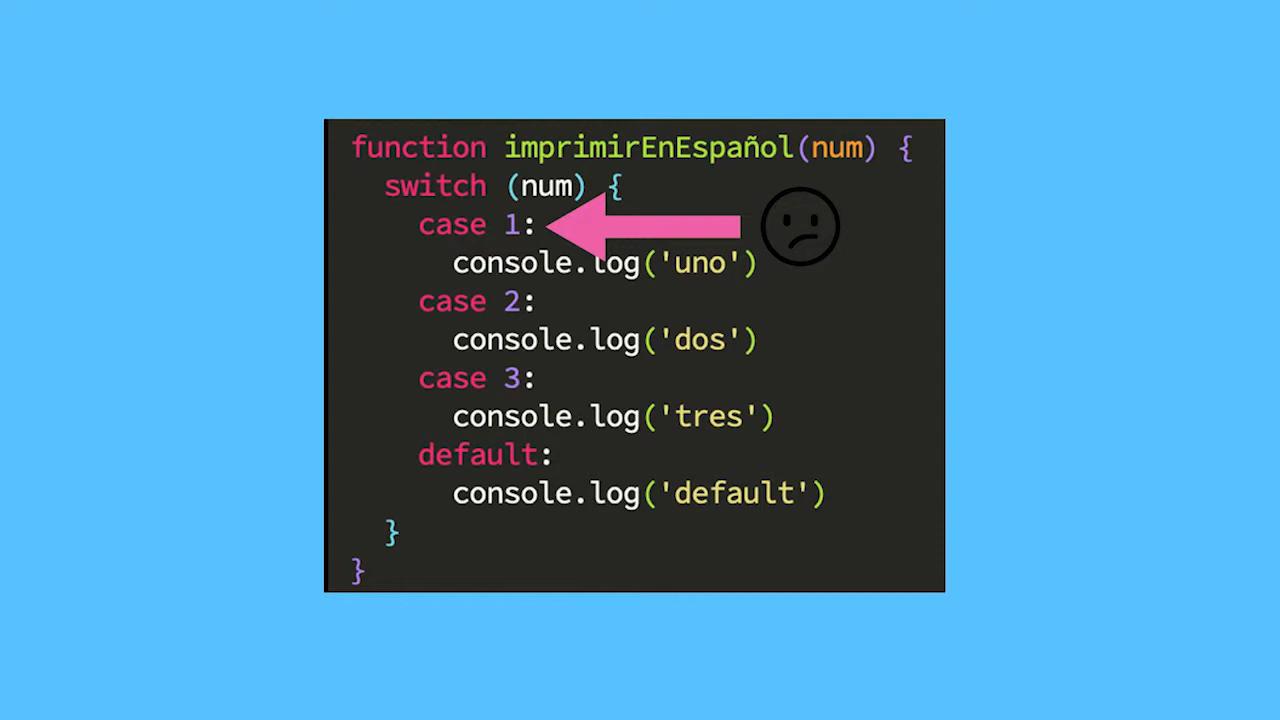 function imprimirEnEspañol(num) {
switch (num) {
case 1:
console.log('uno')
case 2:
console.log('dos')
case 3:
console.log('tres')
default:
console.log('default')
}
}